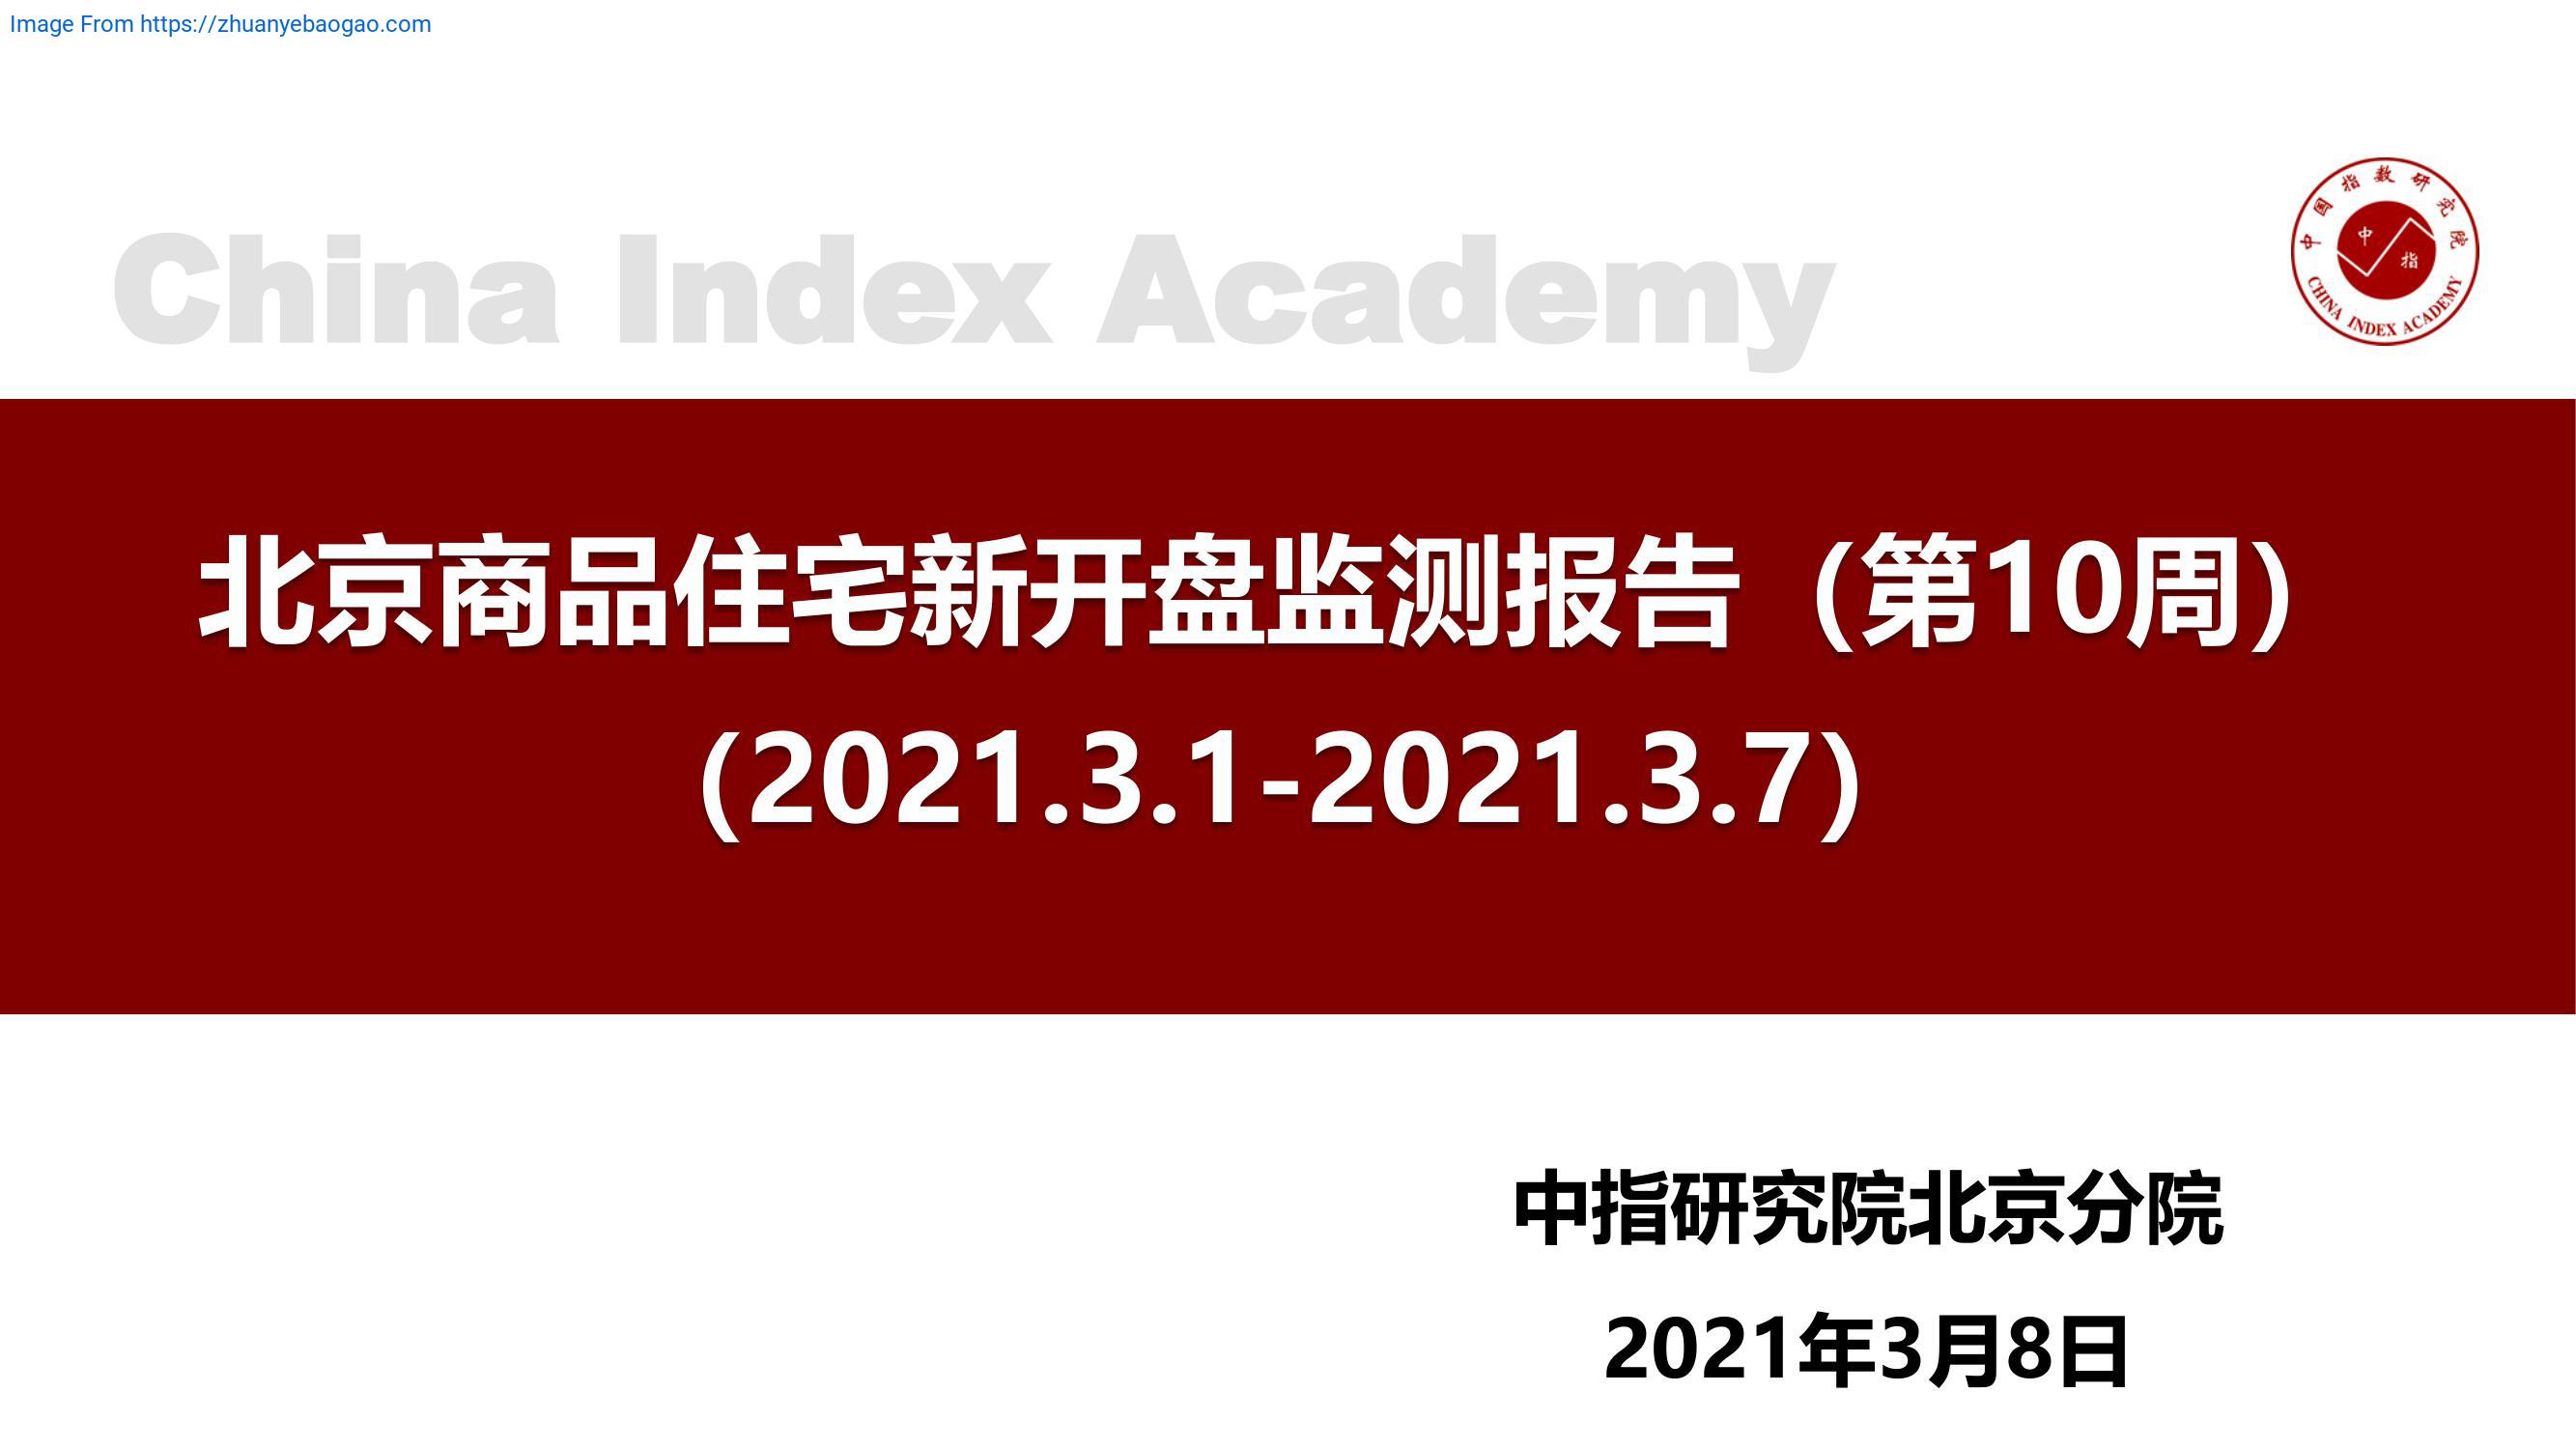 Image From https://zhuanyebaogao.com
中国指数研究院
中指
CHINA INDEX ACADEMY
China Index Academy
北京商品住宅新开盘监测报告 (第10周)
(2021.3.1-2021.3.7)
中指研究院北京分院
2021年3月8日